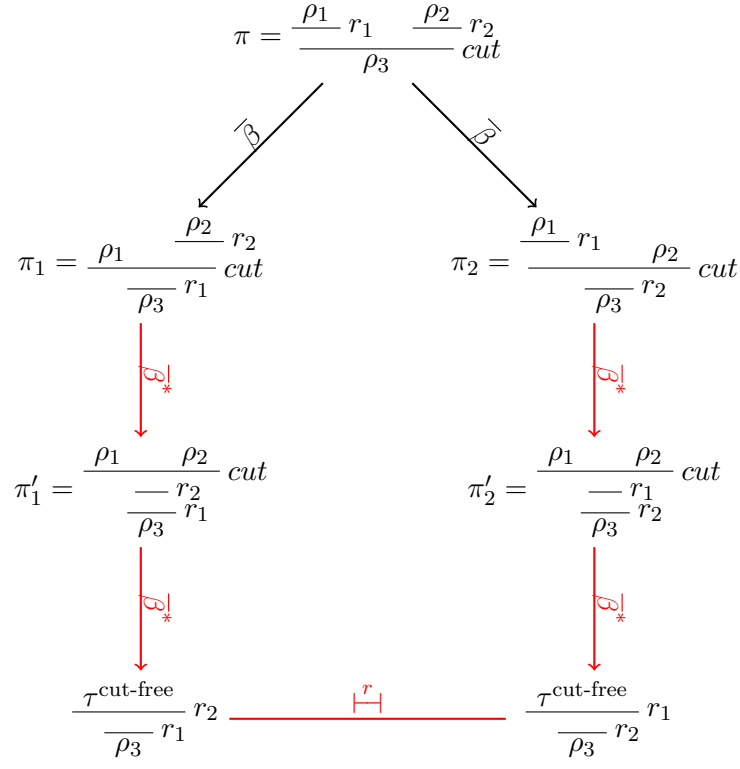 ρ₁ r₁ ρ₂ r₂
π = cut
ρ₃
β̅ β̅
ρ₂ r₂ ρ₁ r₁
π₁ = ρ₁ cut π₂ = ρ₂ cut
ρ₃ r₁ ρ₃ r₂
β̅* β̅*
π′₁ = ρ₁ ρ₂ cut π′₂ = ρ₁ ρ₂ cut
r₂ r₁
ρ₃ r₁ ρ₃ r₂
β̅* β̅*
τ^cut-free r₂ r τ^cut-free r₁
ρ₃ r₁ ρ₃ r₂